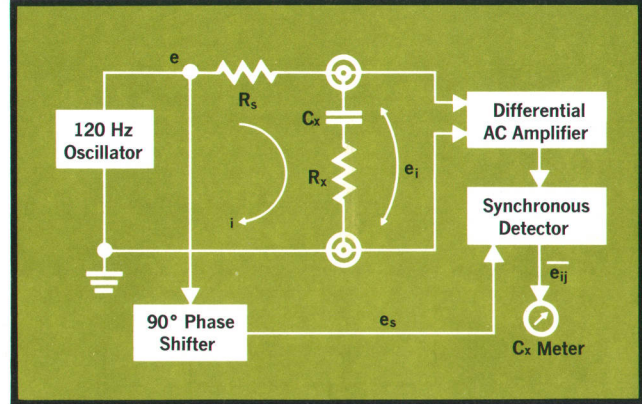 e
Rs
Cx
120 Hz
Oscillator
Rx
ei
i
Differential
AC Amplifier
Synchronous
Detector
eij
90° Phase
Shifter
es
Cx Meter